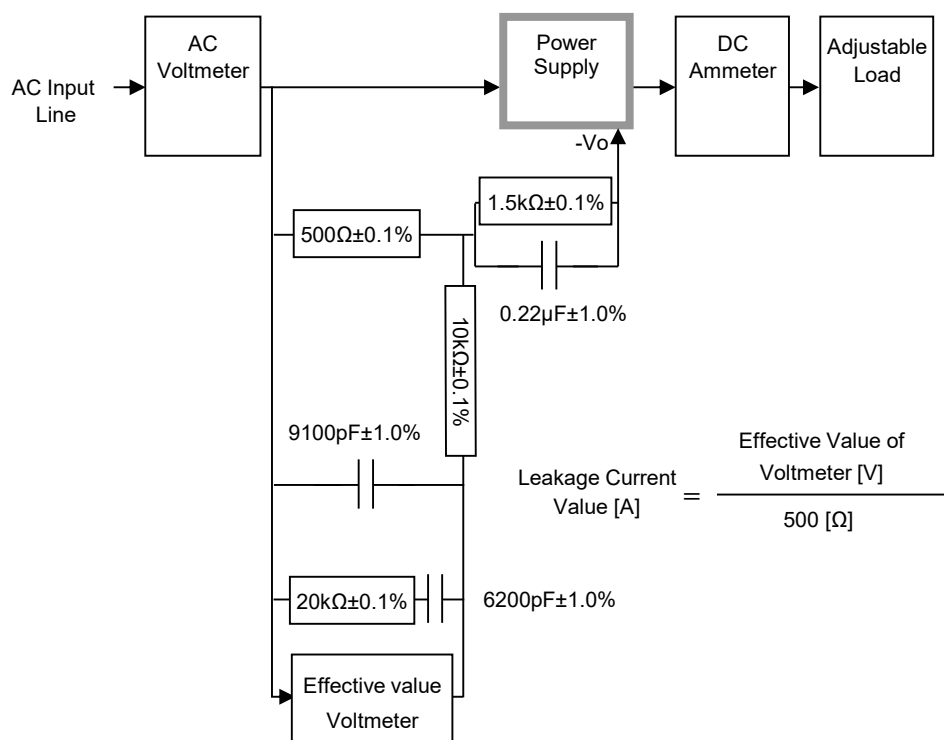 AC
Voltmeter
Power
Supply
DC
Ammeter
Adjustable
Load
AC Input
Line
-Vo
1.5kΩ±0.1%
500Ω±0.1%
0.22µF±1.0%
10kΩ±0.1%
9100pF±1.0%
Leakage Current
Value [A]
=
Effective Value of
Voltmeter [V]
500 [Ω]
20kΩ±0.1%
6200pF±1.0%
Effective value
Voltmeter